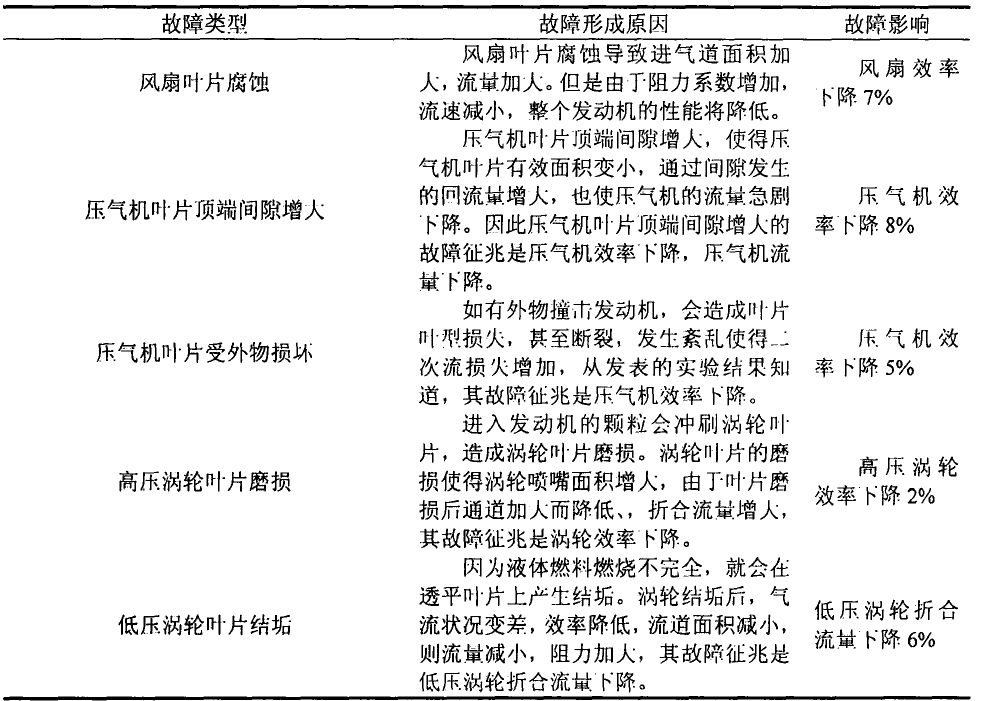 故障类型 故障形成原因 故障影响
风扇叶片腐蚀
风扇叶片腐蚀导致进气道面积加
大，流量加大。但是由于阻力系数增加，
流速减小，整个发动机的性能将降低。
风扇效率
下降 7%
压气机叶片顶端间隙增大
压气机叶片顶端间隙增大，使得压
气机叶片有效面积变小，通过间隙发生
的回流量增大，也使压气机的流量急剧
下降。因此压气机叶片顶端间隙增大的
故障征兆是压气机效率下降，压气机流
量下降。
压气机效
率下降 8%
压气机叶片受外物损坏
如有外物撞击发动机，会造成叶片
叶型损失，甚至断裂，发生紊乱使得二
次流损失增加，从发表的实验结果知
道，其故障征兆是压气机效率下降。
压气机效
率下降 5%
高压涡轮叶片磨损
进入发动机的颗粒会冲刷涡轮叶
片，造成涡轮叶片磨损。涡轮叶片的磨
损使得涡轮喷嘴面积增大，由于叶片磨
损后通道加大而降低、，折合流量增大，
其故障征兆是涡轮效率下降。
高压涡轮
效率下降 2%
低压涡轮叶片结垢
因为液体燃料燃烧不完全，就会在
透平叶片上产生结垢。涡轮结垢后，气
流状况变差，效率降低，流道面积减小，
则流量减小，阻力加大，其故障征兆是
低压涡轮折合流量下降。
低压涡轮折合
流量下降 6%